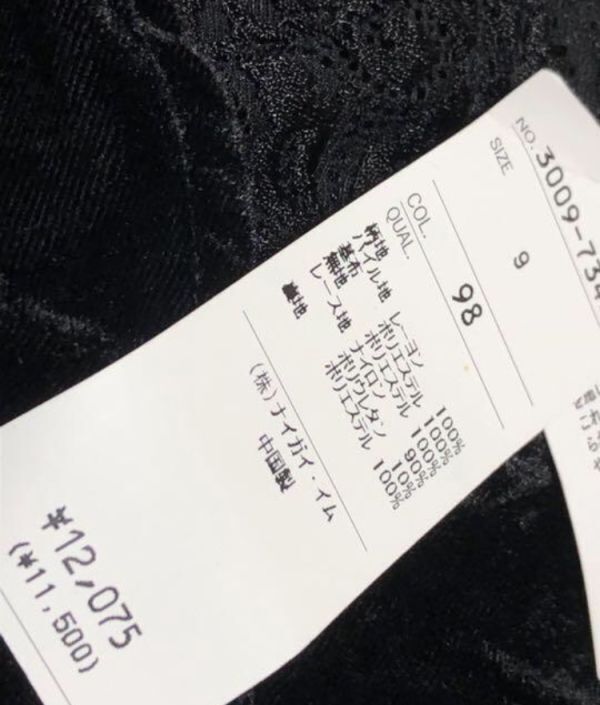 NO.3009-734
SIZE 9
COL. 98
QUAL.
柄地
パイル地 レーヨン 100%
基布 ポリエステル 100%
無地 ポリエステル 100%
レース地 ナイロン 90%
ポリウレタン 10%
裏地 ポリエステル 100%
(株)ナイガイ・イム
中国製
¥12,075
(¥11,500)